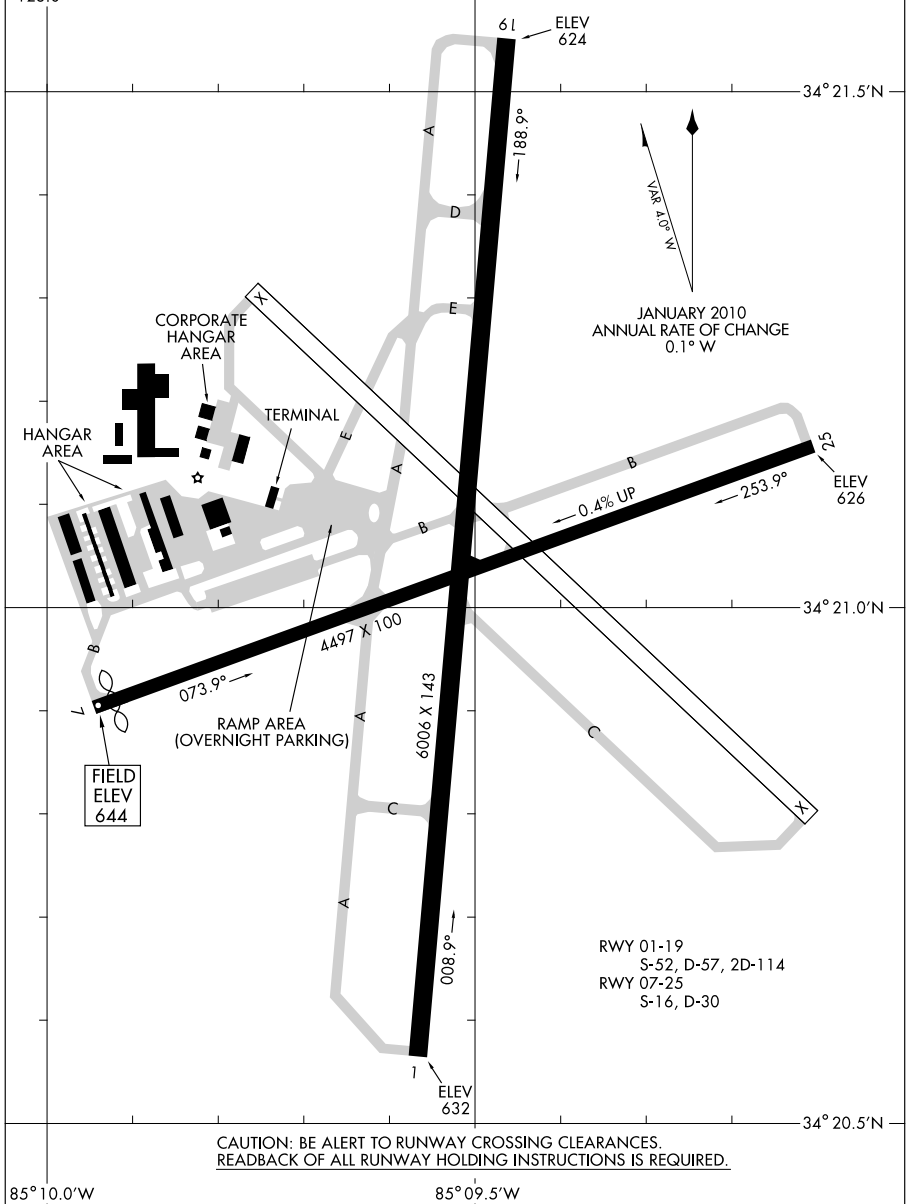 19
ELEV
624
34°21.5'N
A
188.9°
D
VAR 4.0° W
X
E
JANUARY 2010
ANNUAL RATE OF CHANGE
0.1° W
CORPORATE
HANGAR
AREA
TERMINAL
HANGAR
AREA
E
A
B
25
ELEV
626
253.9°
0.4% UP
B
34°21.0'N
4497 X 100
B
073.9°
7
RAMP AREA
(OVERNIGHT PARKING)
A
6006 X 143
C
FIELD
ELEV
644
C
X
A
008.9°
RWY 01-19
S-52, D-57, 2D-114
RWY 07-25
S-16, D-30
1
ELEV
632
34°20.5'N
CAUTION: BE ALERT TO RUNWAY CROSSING CLEARANCES.
READBACK OF ALL RUNWAY HOLDING INSTRUCTIONS IS REQUIRED.
85°10.0'W
85°09.5'W